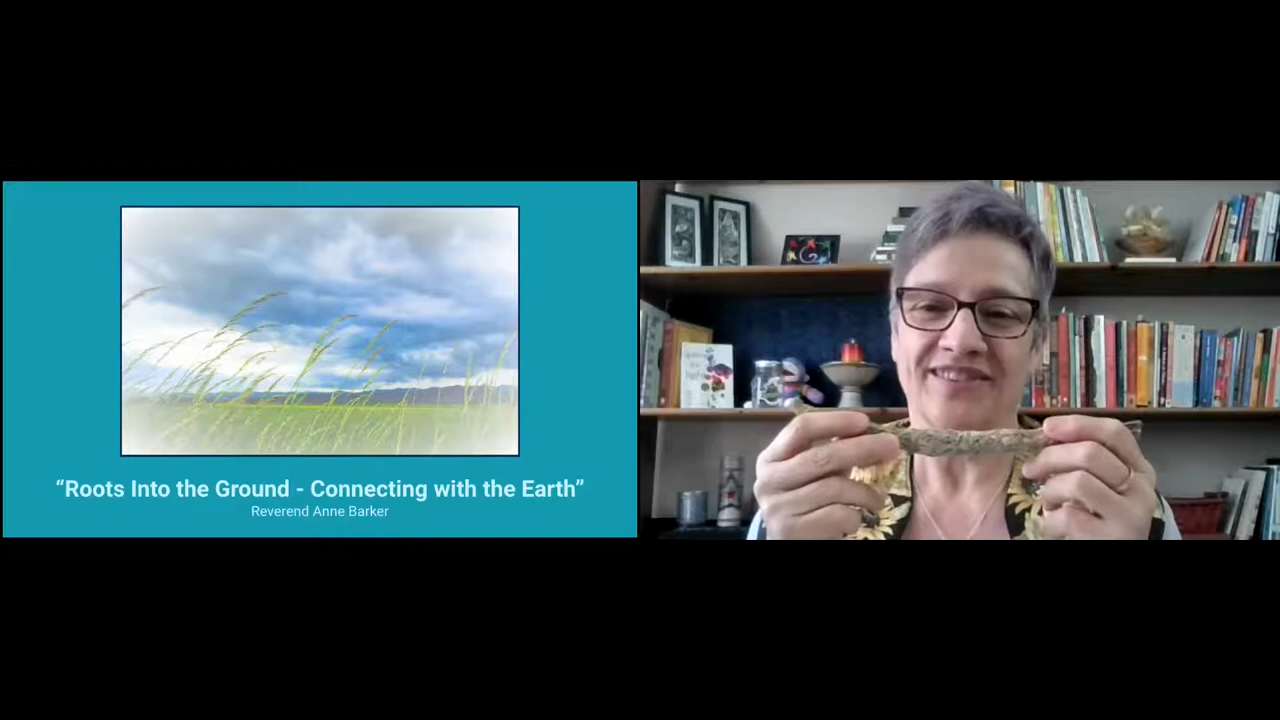 “Roots Into the Ground - Connecting with the Earth”
Reverend Anne Barker